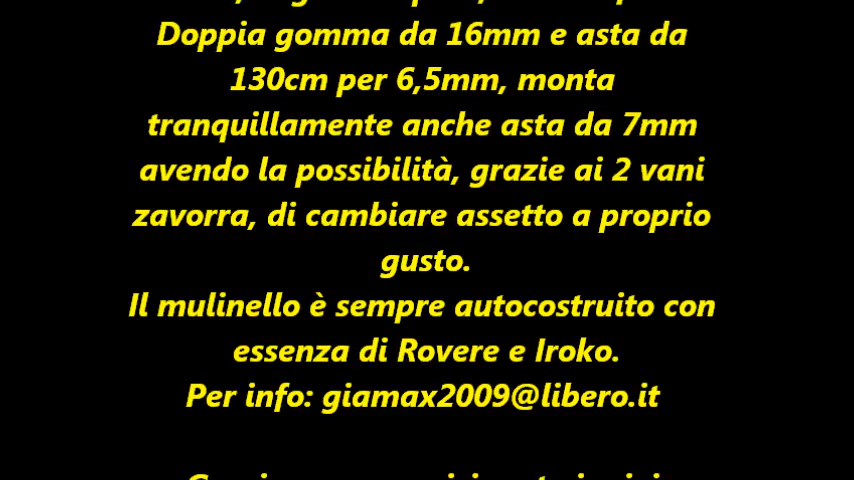 Doppia gomma da 16mm e asta da
130cm per 6,5mm, monta
tranquillamente anche asta da 7mm
avendo la possibilità, grazie ai 2 vani
zavorra, di cambiare assetto a proprio
gusto.
Il mulinello è sempre autocostruito con
essenza di Rovere e Iroko.
Per info: giamax2009@libero.it